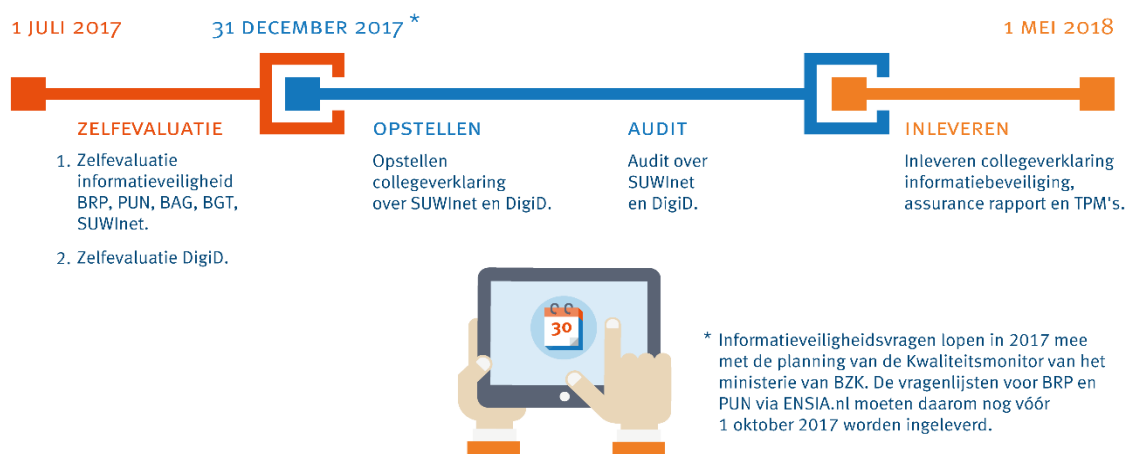 1 JULI 2017
31 DECEMBER 2017 *
1 MEI 2018
ZELFEVALUATIE
1. Zelfevaluatie
informatieveiligheid
BRP, PUN, BAG, BGT,
SUWInet.
2. Zelfevaluatie DigiD.
OPSTELLEN
Opstellen
collegeverklaring
over SUWInet en DigiD.
AUDIT
Audit over
SUWInet
en DigiD.
INLEVEREN
Inleveren collegeverklaring
informatiebeveiliging,
assurance rapport en TPM's.
30
* Informatieveiligheidsvragen lopen in 2017 mee
met de planning van de Kwaliteitsmonitor van het
ministerie van BZK. De vragenlijsten voor BRP en
PUN via ENSIA.nl moeten daarom nog vóór
1 oktober 2017 worden ingeleverd.